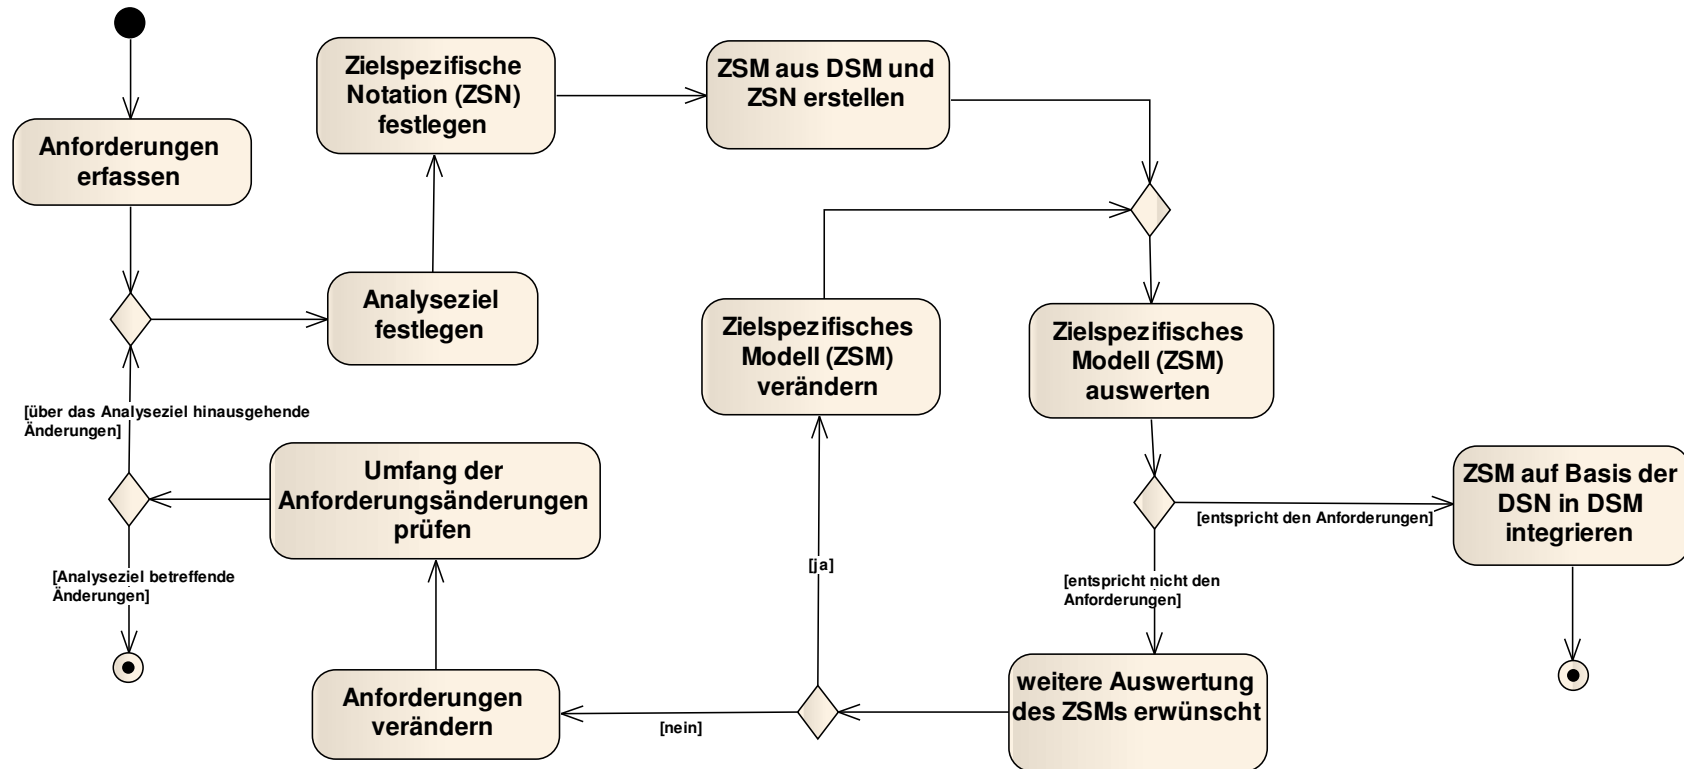 Anforderungen
erfassen
Zielspezifische
Notation (ZSN)
festlegen
ZSM aus DSM und
ZSN erstellen
Analyseziel
festlegen
Zielspezifisches
Modell (ZSM)
verändern
Zielspezifisches
Modell (ZSM)
auswerten
[über das Analyseziel hinausgehende
Änderungen]
Umfang der
Anforderungsänderungen
prüfen
ZSM auf Basis der
DSN in DSM
integrieren
[entspricht den Anforderungen]
[ja]
[entspricht nicht den
Anforderungen]
[Analyseziel betreffende
Änderungen]
Anforderungen
verändern
[nein]
weitere Auswertung
des ZSMs erwünscht